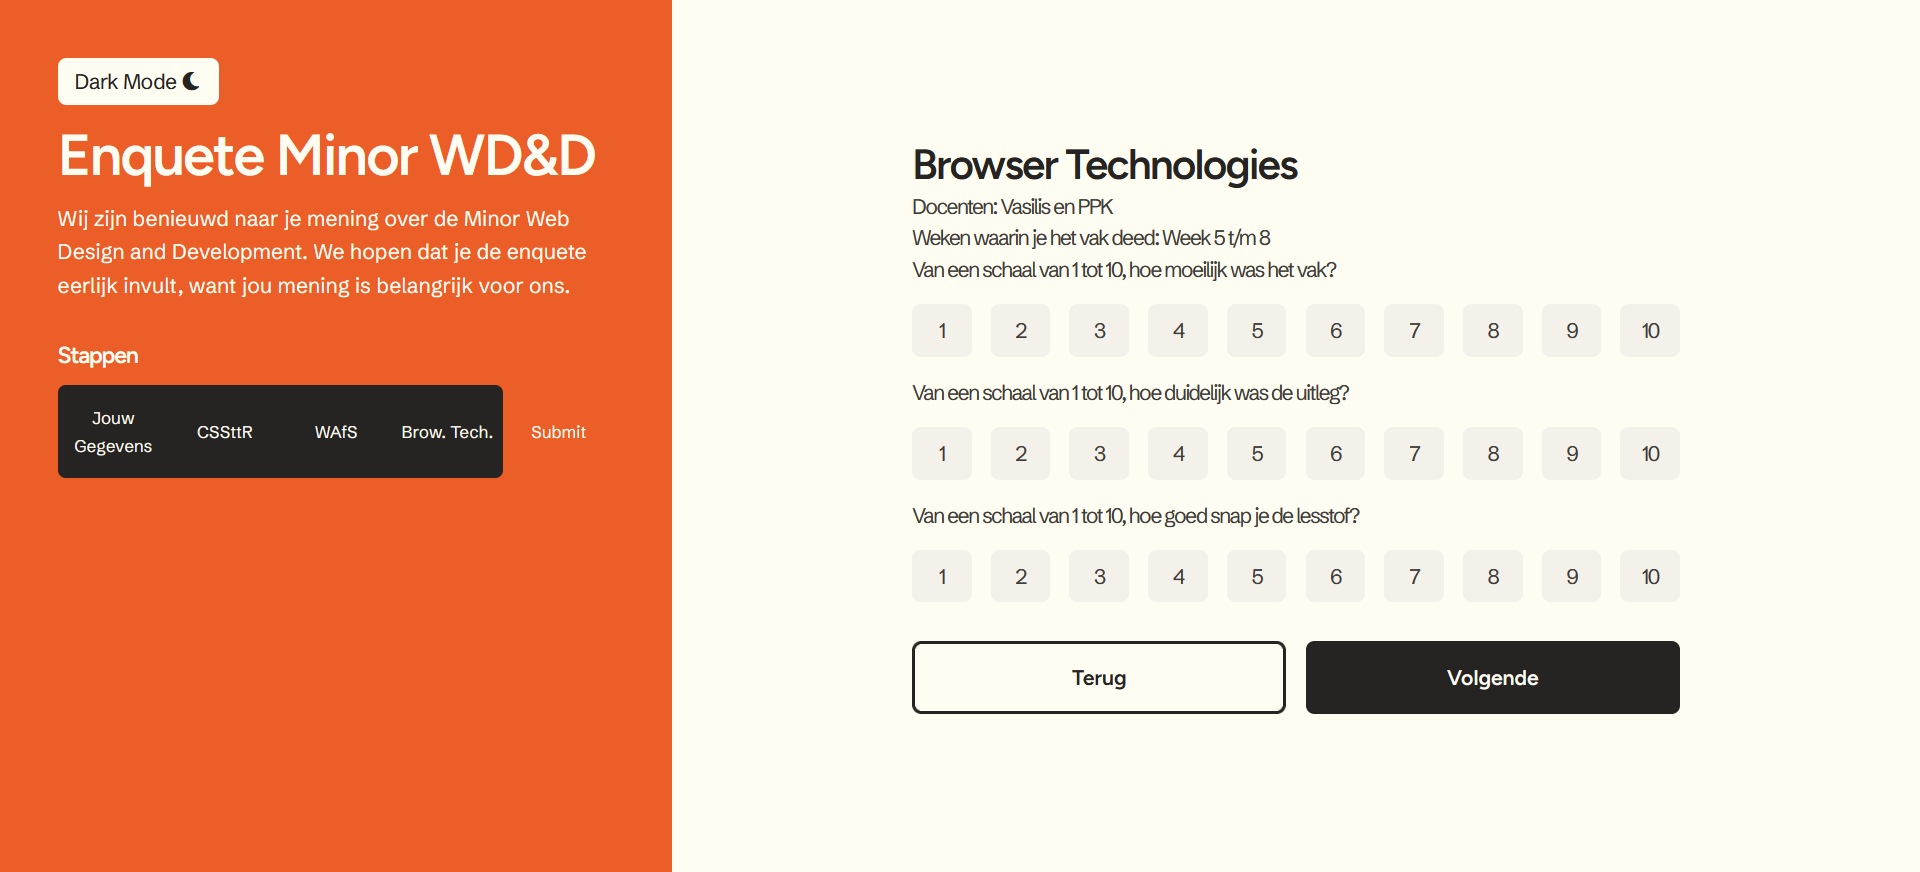 Dark Mode
Enquete Minor WD&D
Wij zijn benieuwd naar je mening over de Minor Web
Design and Development. We hopen dat je de enquete
eerlijk invult, want jou mening is belangrijk voor ons.
Stappen
Jouw
Gegevens
CSSttR
WAfS
Brow. Tech.
Submit
Browser Technologies
Docenten: Vasilis en PPK
Weken waarin je het vak deed: Week 5 t/m 8
Van een schaal van 1 tot 10, hoe moeilijk was het vak?
1 2 3 4 5 6 7 8 9 10
Van een schaal van 1 tot 10, hoe duidelijk was de uitleg?
1 2 3 4 5 6 7 8 9 10
Van een schaal van 1 tot 10, hoe goed snap je de lesstof?
1 2 3 4 5 6 7 8 9 10
Terug
Volgende